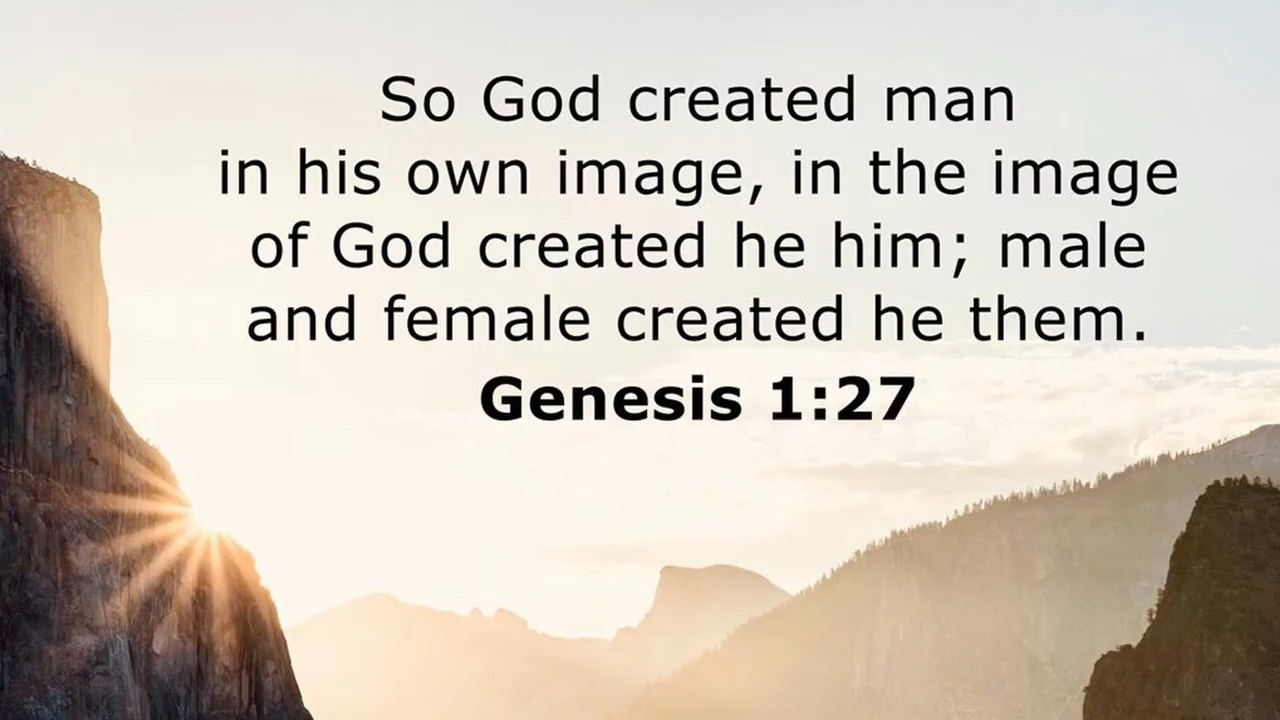 So God created man
in his own image, in the image
of God created he him; male
and female created he them.
Genesis 1:27